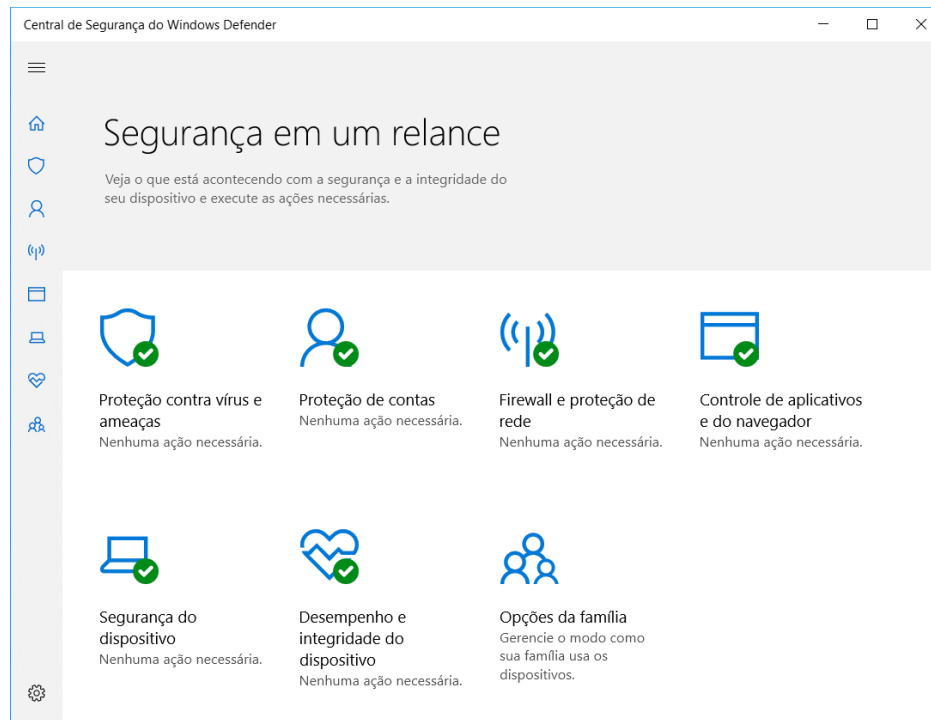 Central de Segurança do Windows Defender
Segurança em um relance
Veja o que está acontecendo com a segurança e a integridade do
seu dispositivo e execute as ações necessárias.
Proteção contra vírus e
ameaças
Nenhuma ação necessária.
Proteção de contas
Nenhuma ação necessária.
Firewall e proteção de
rede
Nenhuma ação necessária.
Controle de aplicativos
e do navegador
Nenhuma ação necessária.
Segurança do
dispositivo
Nenhuma ação necessária.
Desempenho e
integridade do
dispositivo
Nenhuma ação necessária.
Opções da família
Gerencie o modo como
sua família usa os
dispositivos.